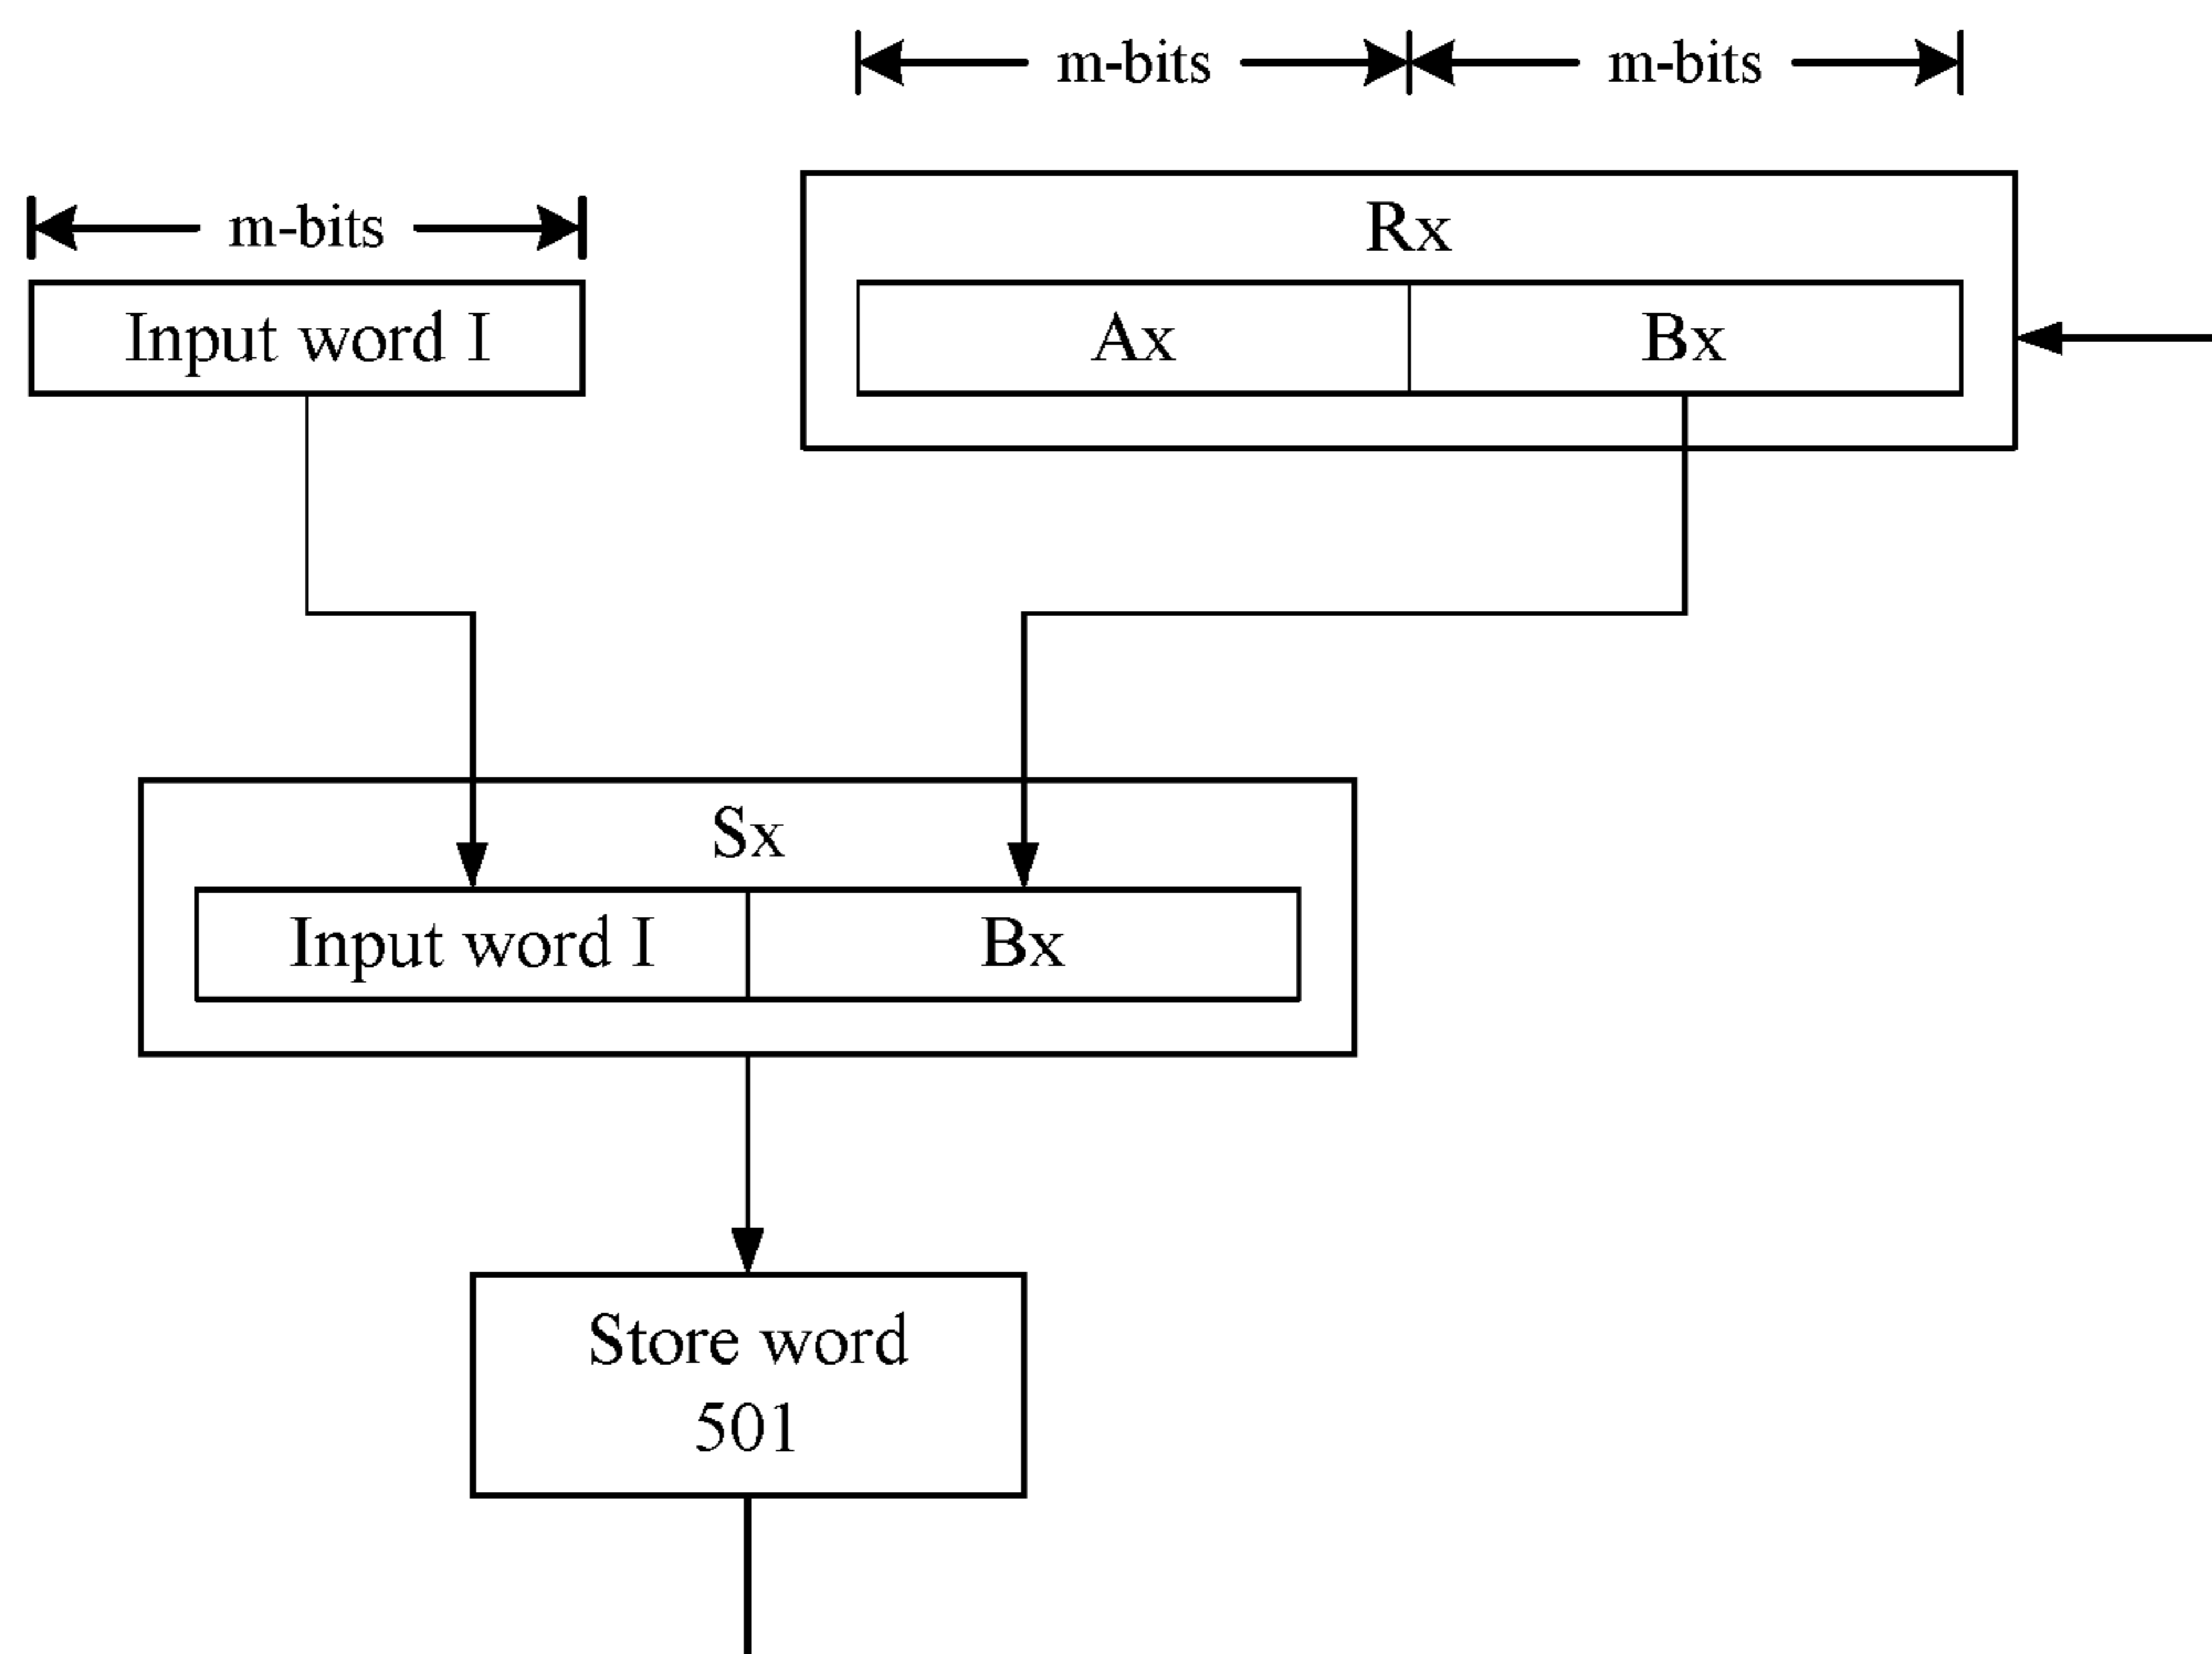 m-bits
m-bits
m-bits
Rx
Input word I
Ax
Bx
Sx
Input word I
Bx
Store word
501